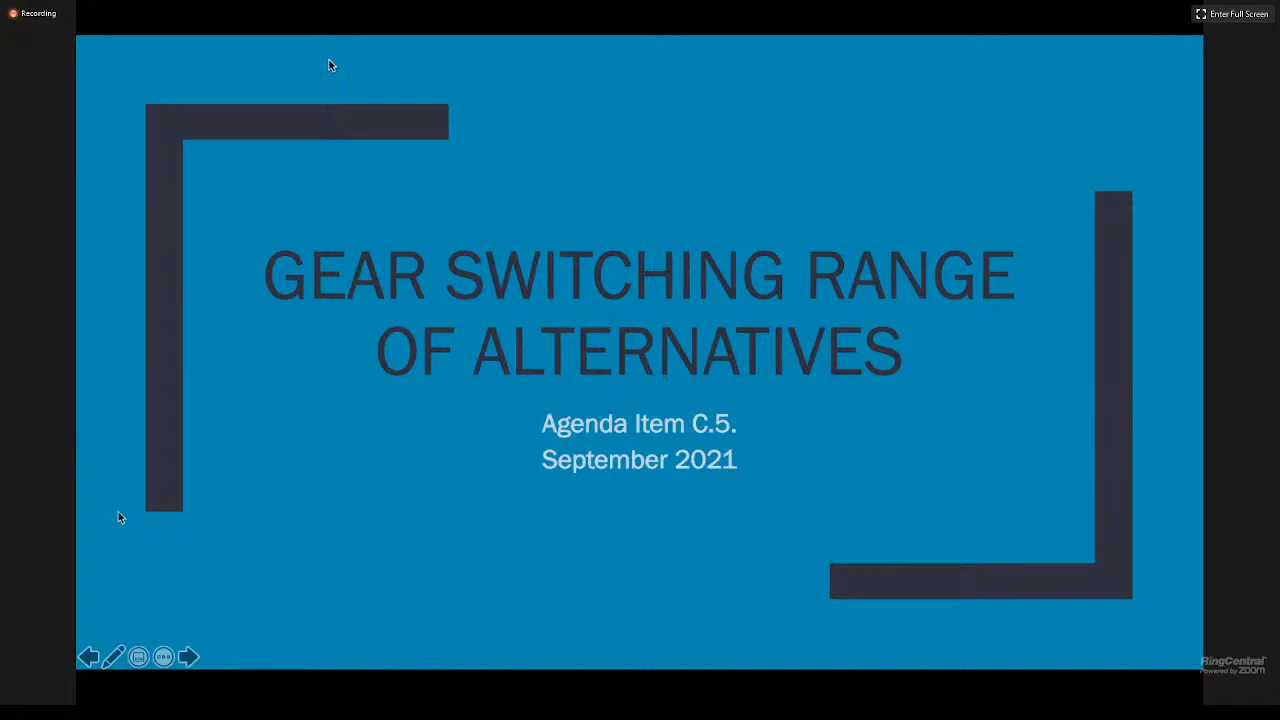 Recording
Enter Full Screen
GEAR SWITCHING RANGE
OF ALTERNATIVES
Agenda Item C.5.
September 2021
RingCentral
Powered by zoom